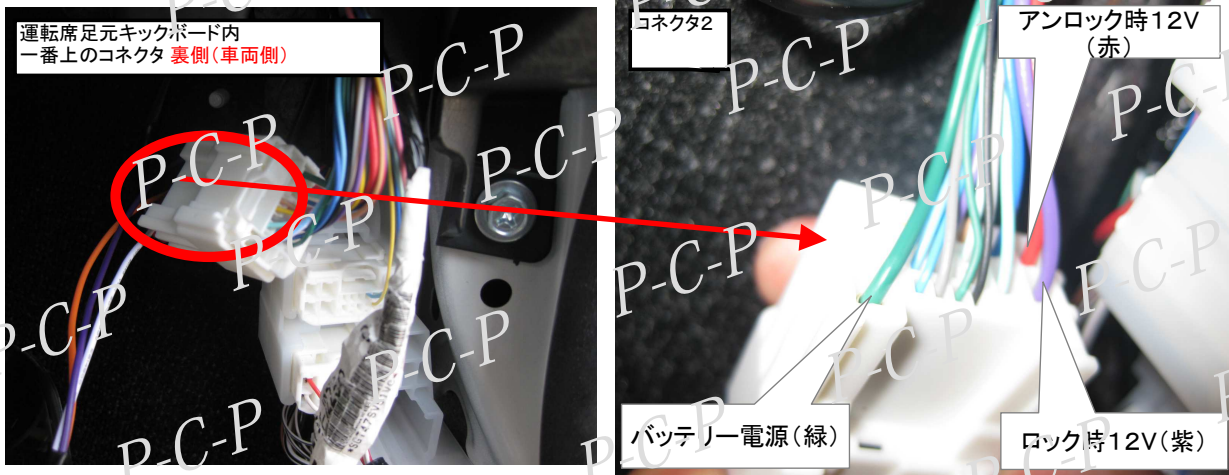 運転席足元キックボード内
一番上のコネクタ 裏側(車両側)
コネクタ2
アンロック時12V
(赤)
バッテリー電源(緑)
ロック時12V(紫)
P-C-P
P-C-P
P-C-P
P-C-P
P-C-P
P-C-P
P-C-P
P-C-P
P-C-P
P-C-P
P-C-P
P-C-P
P-C-P